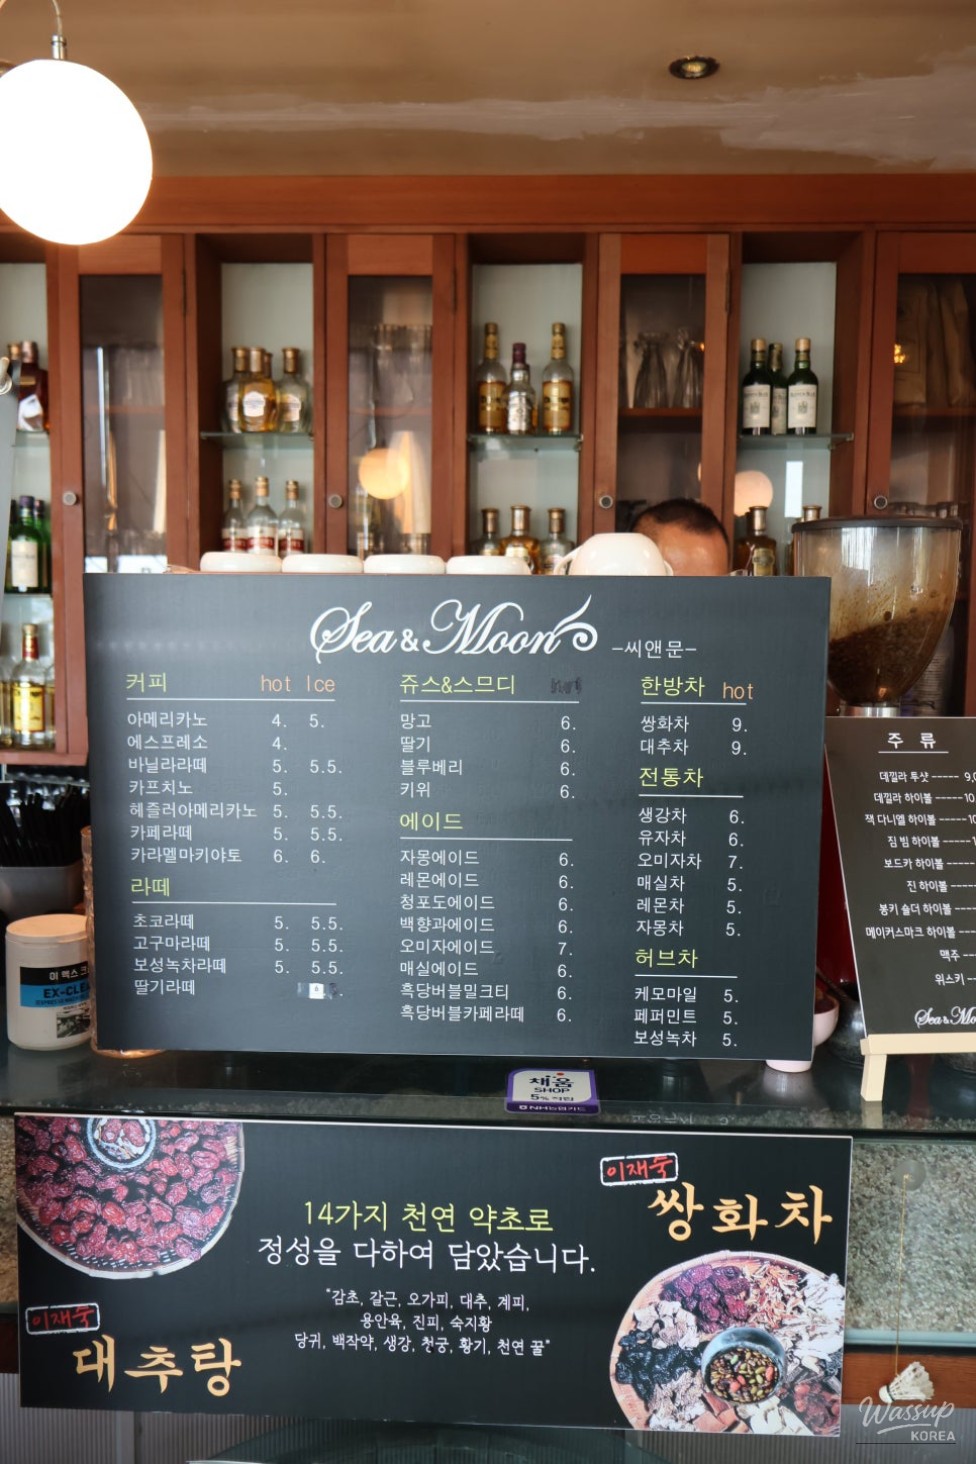 Sea & Moon
-씨앤문-
커피 hot Ice
아메리카노 4. 5.
에스프레소 4.
바닐라라떼 5. 5.5.
카프치노 5.
헤즐러아메리카노 5. 5.5.
카페라떼 5. 5.5.
카라멜마키야토 6. 6.
라떼
초코라떼 5. 5.5.
고구마라떼 5. 5.5.
보성녹차라떼 5. 5.5.
딸기라떼 6
쥬스&스므디
망고 6.
딸기 6.
블루베리 6.
키위 6.
에이드
자몽에이드 6.
레몬에이드 6.
청포도에이드 6.
백향과에이드 6.
오미자에이드 7.
매실에이드 6.
흑당버블밀크티 6.
흑당버블카페라떼 6.
한방차 hot
쌍화차 9.
대추차 9.
전통차
생강차 6.
유자차 6.
오미자차 7.
매실차 5.
레몬차 5.
자몽차 5.
허브차
케모마일 5.
페퍼민트 5.
보성녹차 5.
주 류
데낄라 투샷 -----
데낄라 하이볼 -----
잭 다니엘 하이볼 -----
짐 빔 하이볼 ----
보드카 하이볼 ----
진 하이볼 ----
봉키 숄더 하이볼 ----
메이커스마크 하이볼 ----
맥주 ---
위스키 ---
Sea & Mo
EX-CLE
채움
SHOP
5% 적립
NH농협카드
이재숙
대추탕
14가지 천연 약초로
정성을 다하여 담았습니다.
"감초, 갈근, 오가피, 대추, 계피,
용안육, 진피, 숙지황
당귀, 백작약, 생강, 천궁, 황기, 천연 꿀"
이재숙
쌍화차
Wassup
KOREA